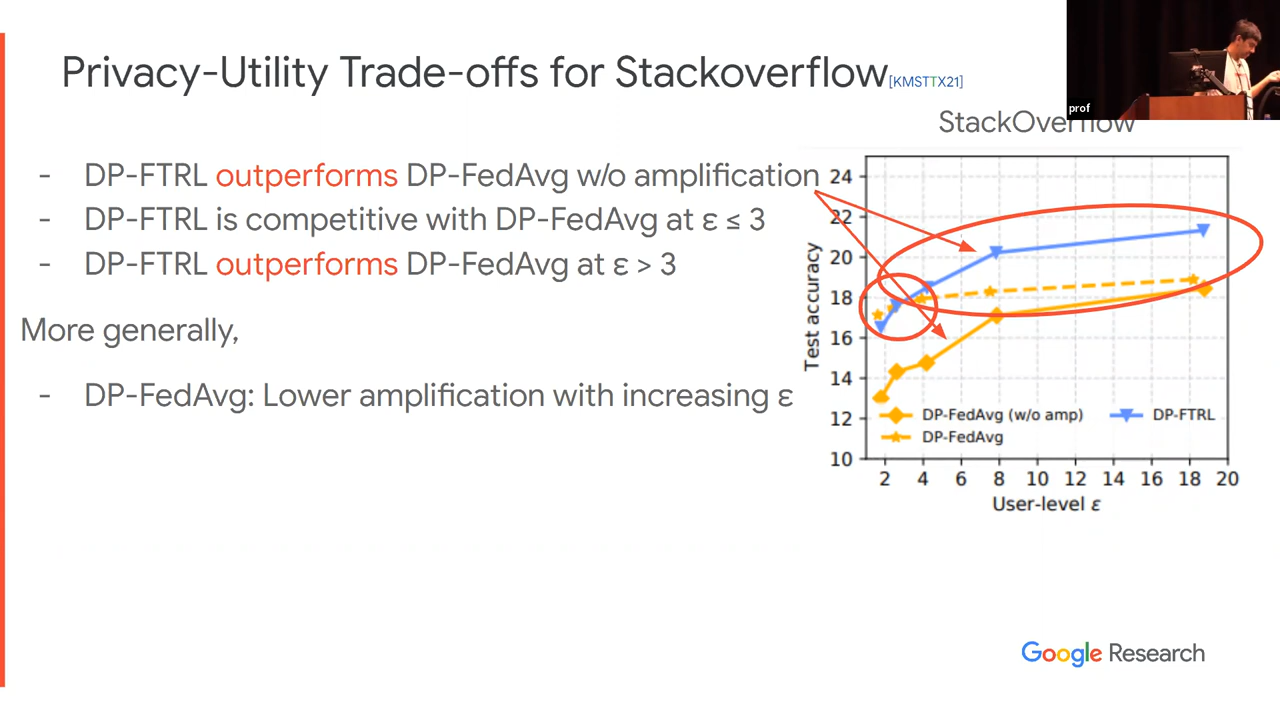 Privacy-Utility Trade-offs for Stackoverflow[KMSTTX21]
prof
StackOverflow
- DP-FTRL outperforms DP-FedAvg w/o amplification
- DP-FTRL is competitive with DP-FedAvg at ε ≤ 3
- DP-FTRL outperforms DP-FedAvg at ε > 3
More generally,
- DP-FedAvg: Lower amplification with increasing ε
24
22
20
18
16
14
12
10
Test accuracy
DP-FedAvg (w/o amp)
DP-FTRL
DP-FedAvg
2 4 6 8 10 12 14 16 18 20
User-level ε
Google Research